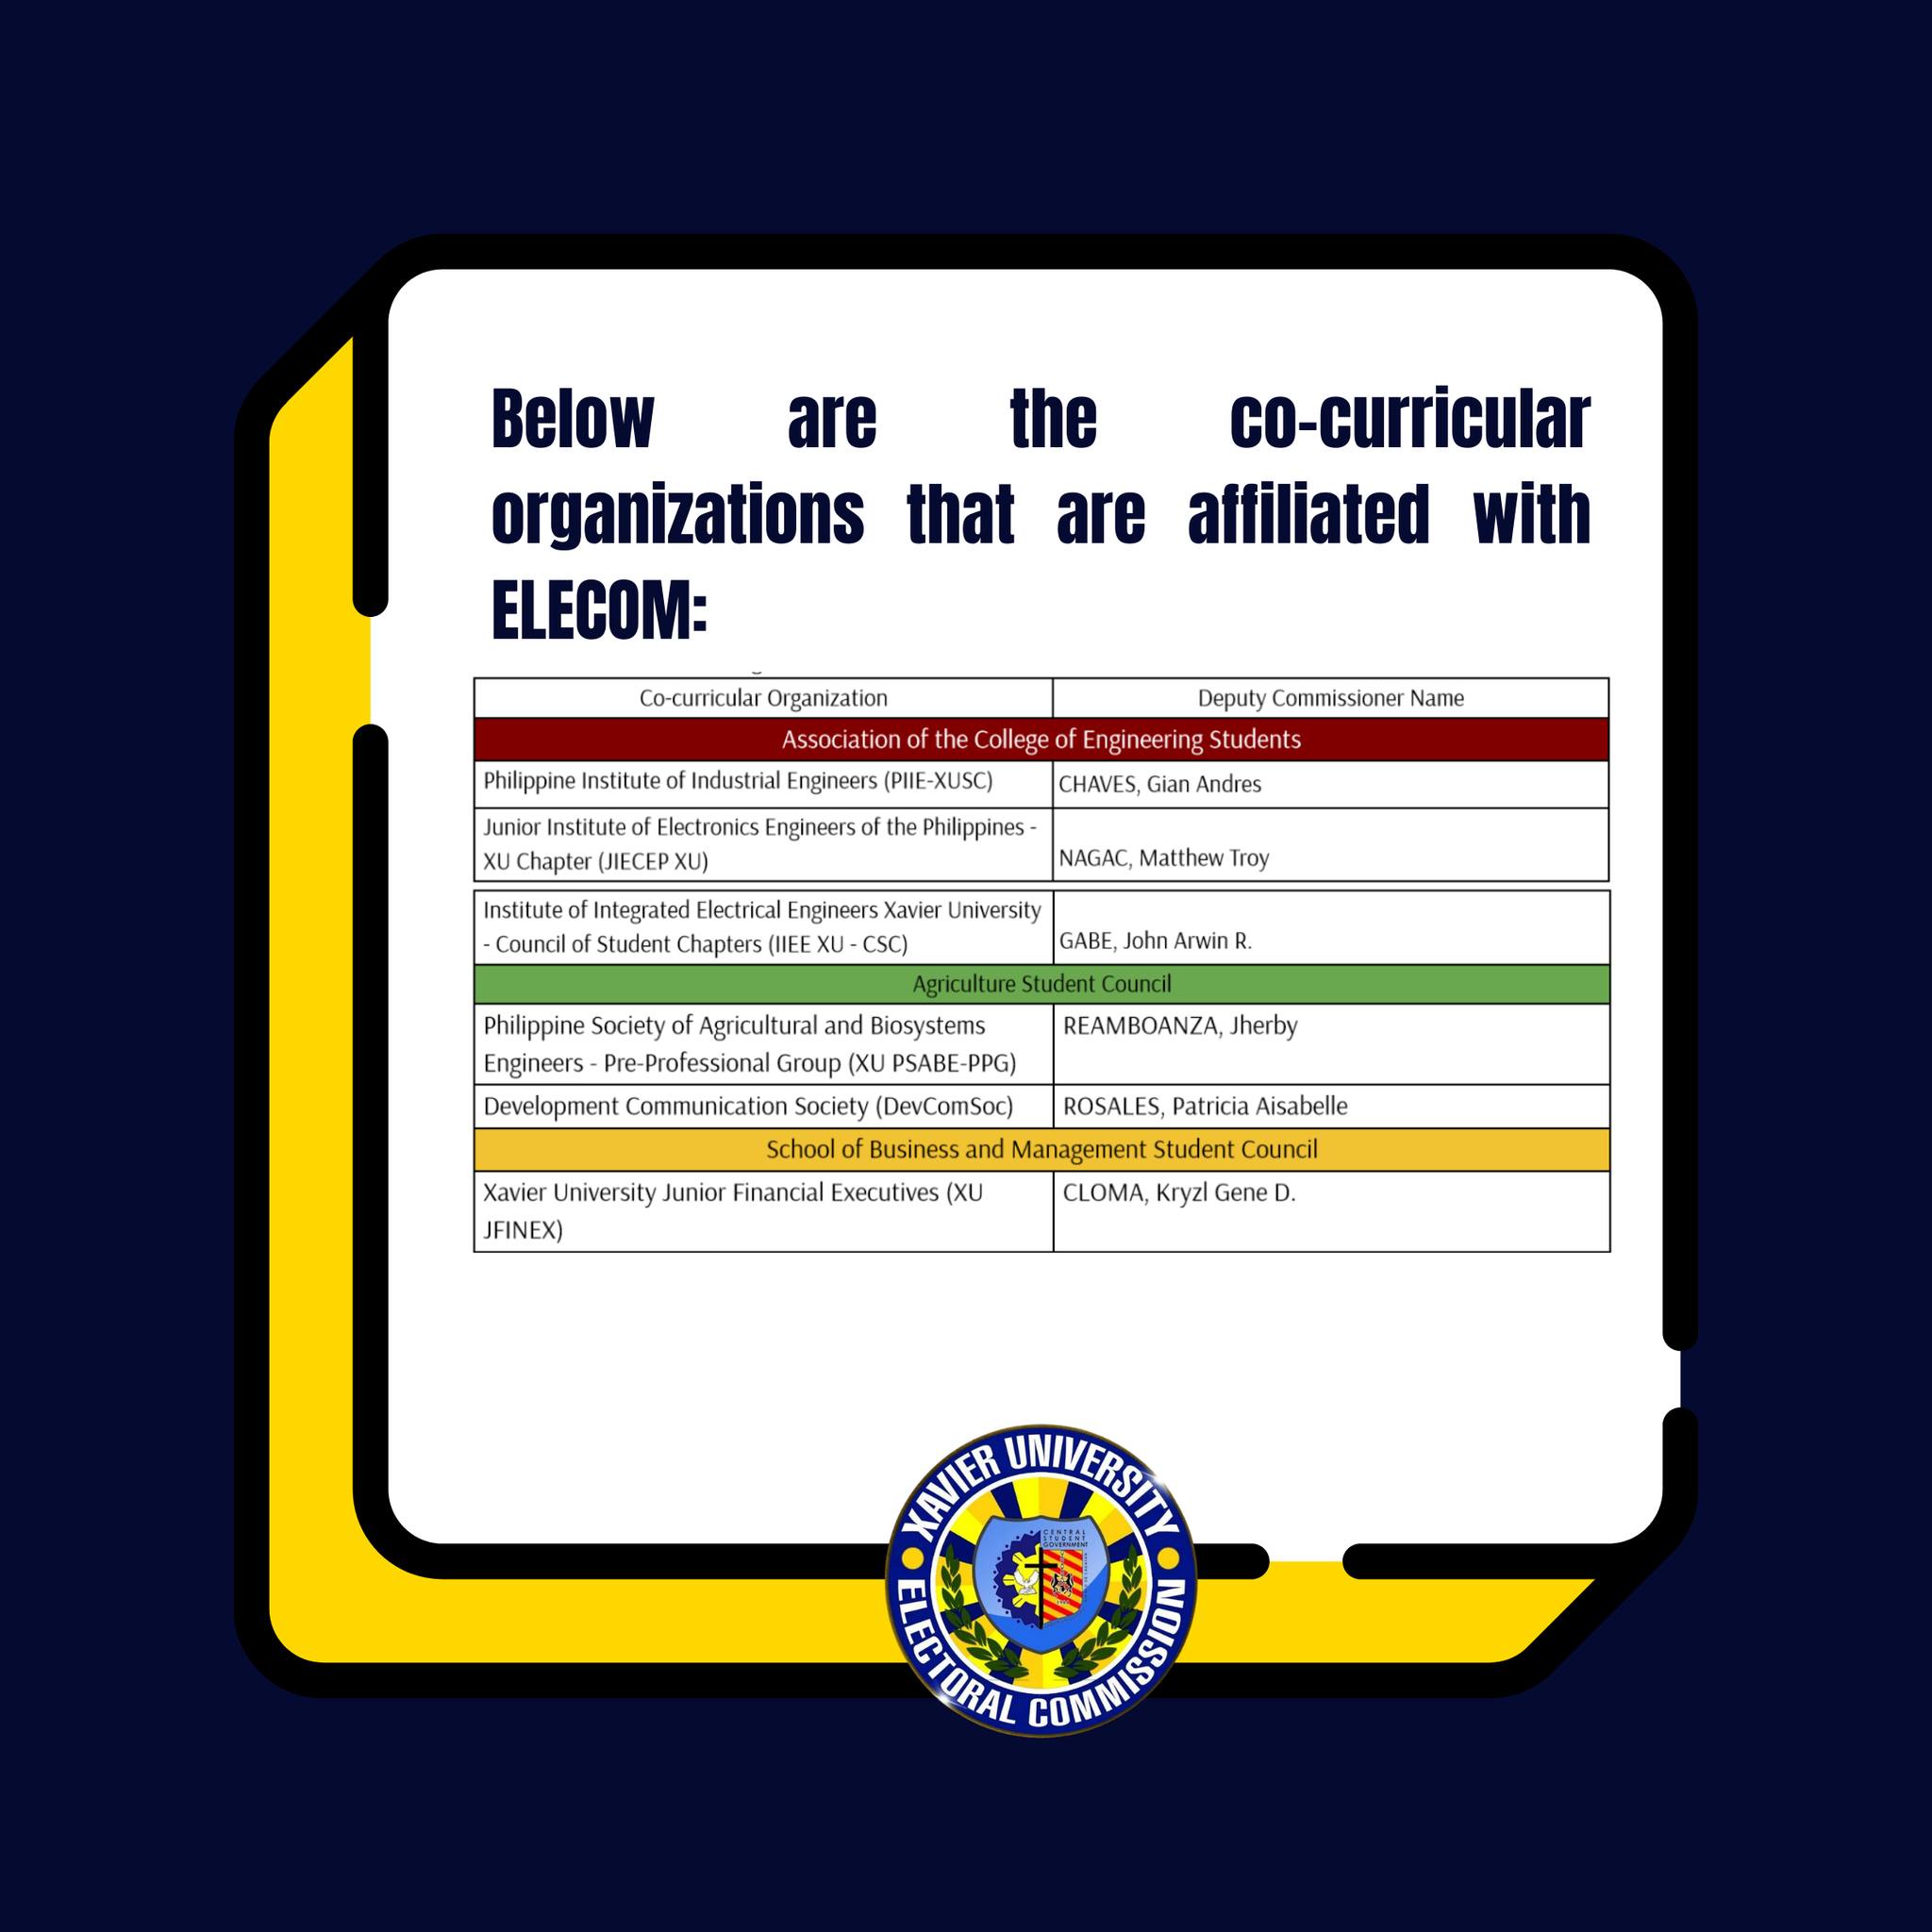 Below are the co-curricular
organizations that are affiliated with
ELECOM:
Co-curricular Organization
Deputy Commissioner Name
Association of the College of Engineering Students
Philippine Institute of Industrial Engineers (PIIE-XUSC)
CHAVES, Gian Andres
Junior Institute of Electronics Engineers of the Philippines -
XU Chapter (JIECEP XU)
NAGAC, Matthew Troy
Institute of Integrated Electrical Engineers Xavier University
- Council of Student Chapters (IIEE XU - CSC)
GABE, John Arwin R.
Agriculture Student Council
Philippine Society of Agricultural and Biosystems
Engineers - Pre-Professional Group (XU PSABE-PPG)
REAMBOANZA, Jherby
Development Communication Society (DevComSoc)
ROSALES, Patricia Aisabelle
School of Business and Management Student Council
Xavier University Junior Financial Executives (XU
JFINEX)
CLOMA, Kryzl Gene D.
XAVIER UNIVERSITY
CENTRAL
STUDENT
GOVERNMENT
ELECTORAL COMMISSION